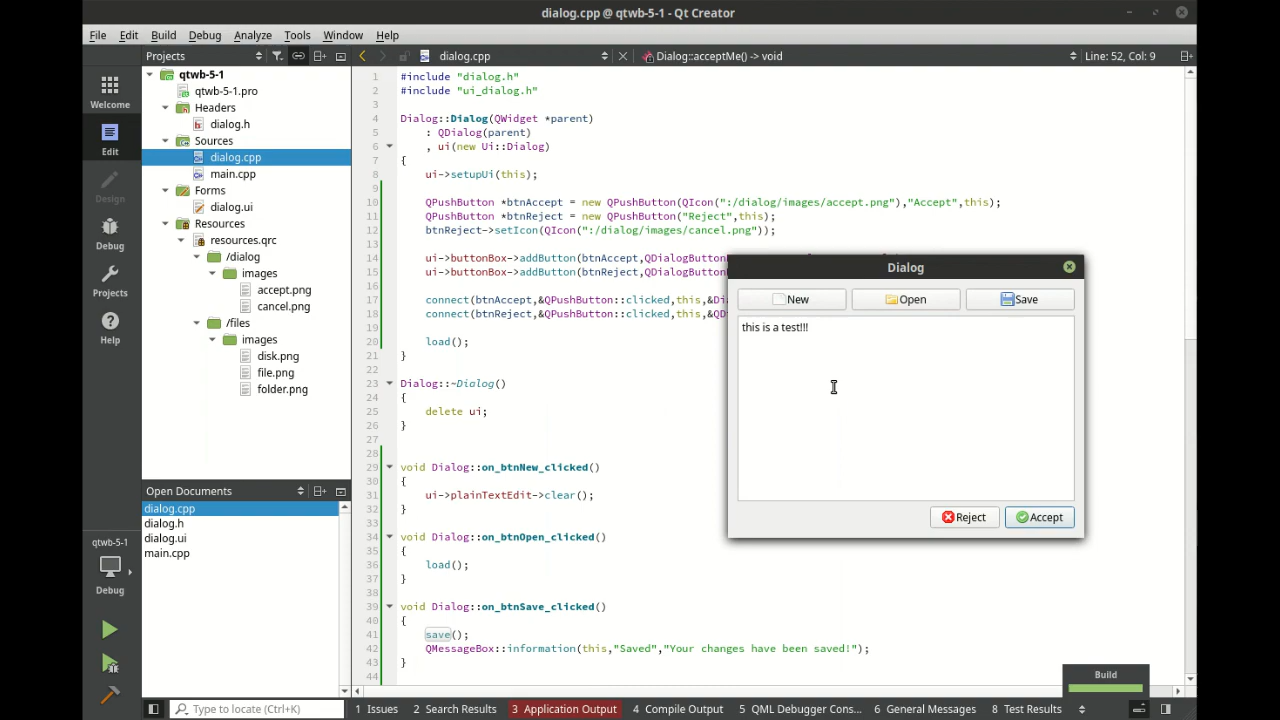 dialog.cpp @ qtwb-5-1 - Qt Creator
File Edit Build Debug Analyze Tools Window Help
Projects
dialog.cpp
Dialog::acceptMe() -> void
Line: 52, Col: 9
Welcome
Edit
Design
Debug
Projects
Help
qtwb-5-1
qtwb-5-1.pro
Headers
dialog.h
Sources
dialog.cpp
main.cpp
Forms
dialog.ui
Resources
resources.qrc
/dialog
images
accept.png
cancel.png
/files
images
disk.png
file.png
folder.png
Open Documents
dialog.cpp
dialog.h
dialog.ui
main.cpp
qtwb-5-1
Debug
1 #include "dialog.h"
2 #include "ui_dialog.h"
3
4 Dialog::Dialog(QWidget *parent)
5 : QDialog(parent)
6 , ui(new Ui::Dialog)
7 {
8 ui->setupUi(this);
9
10 QPushButton *btnAccept = new QPushButton(QIcon(":/dialog/images/accept.png"),"Accept",this);
11 QPushButton *btnReject = new QPushButton("Reject",this);
12 btnReject->setIcon(QIcon(":/dialog/images/cancel.png"));
13
14 ui->buttonBox->addButton(btnAccept,QDialogButton
15 ui->buttonBox->addButton(btnReject,QDialogButton
16
17 connect(btnAccept,&QPushButton::clicked,this,&Di
18 connect(btnReject,&QPushButton::clicked,this,&QD
19
20 load();
21 }
22
23 Dialog::~Dialog()
24 {
25 delete ui;
26 }
27
28
29 void Dialog::on_btnNew_clicked()
30 {
31 ui->plainTextEdit->clear();
32 }
33
34 void Dialog::on_btnOpen_clicked()
35 {
36 load();
37 }
38
39 void Dialog::on_btnSave_clicked()
40 {
41 save();
42 QMessageBox::information(this,"Saved","Your changes have been saved!");
43 }
44
Dialog
New Open Save
this is a test!!!
Reject Accept
Build
Type to locate (Ctrl+K)
1 Issues 2 Search Results 3 Application Output 4 Compile Output 5 QML Debugger Cons... 6 General Messages 8 Test Results